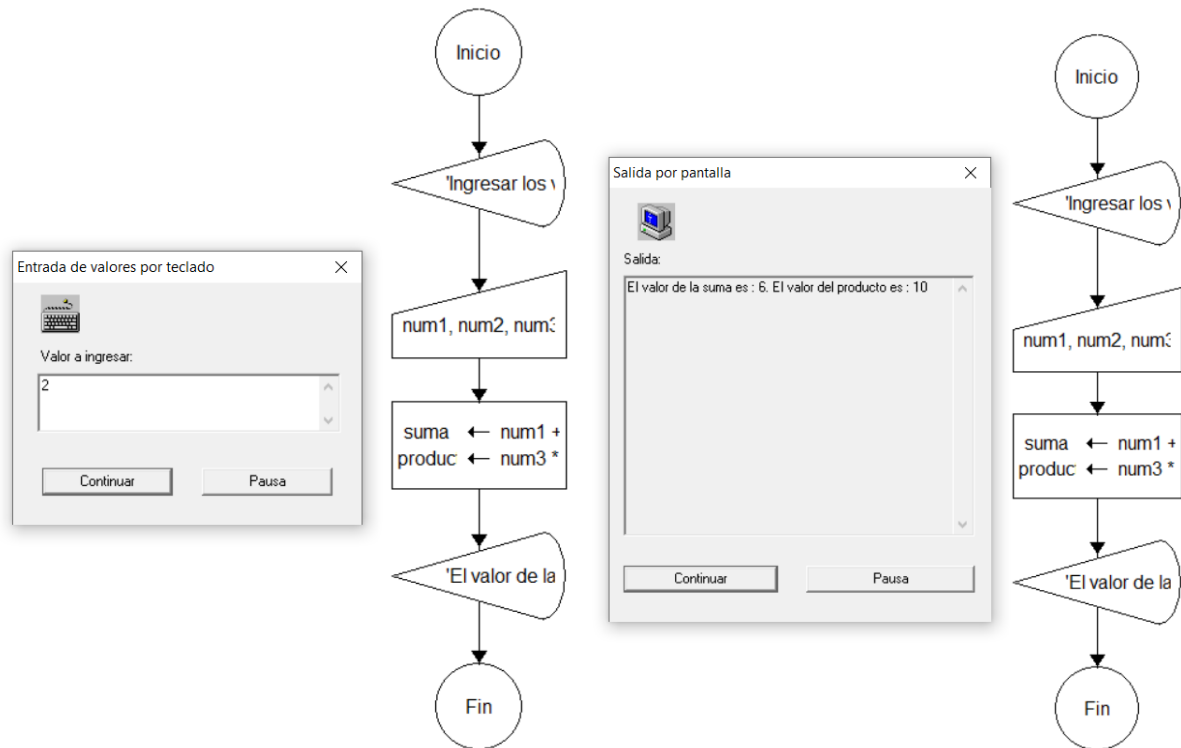 Entrada de valores por teclado
Valor a ingresar:
2
Continuar
Pausa
Inicio
'Ingresar los
num1, num2, num3
suma ← num1 +
produc ← num3 *
'El valor de la
Fin
Salida por pantalla
Salida:
El valor de la suma es : 6. El valor del producto es : 10
Continuar
Pausa
Inicio
'Ingresar los
num1, num2, num3
suma ← num1 +
produc ← num3 *
'El valor de la
Fin